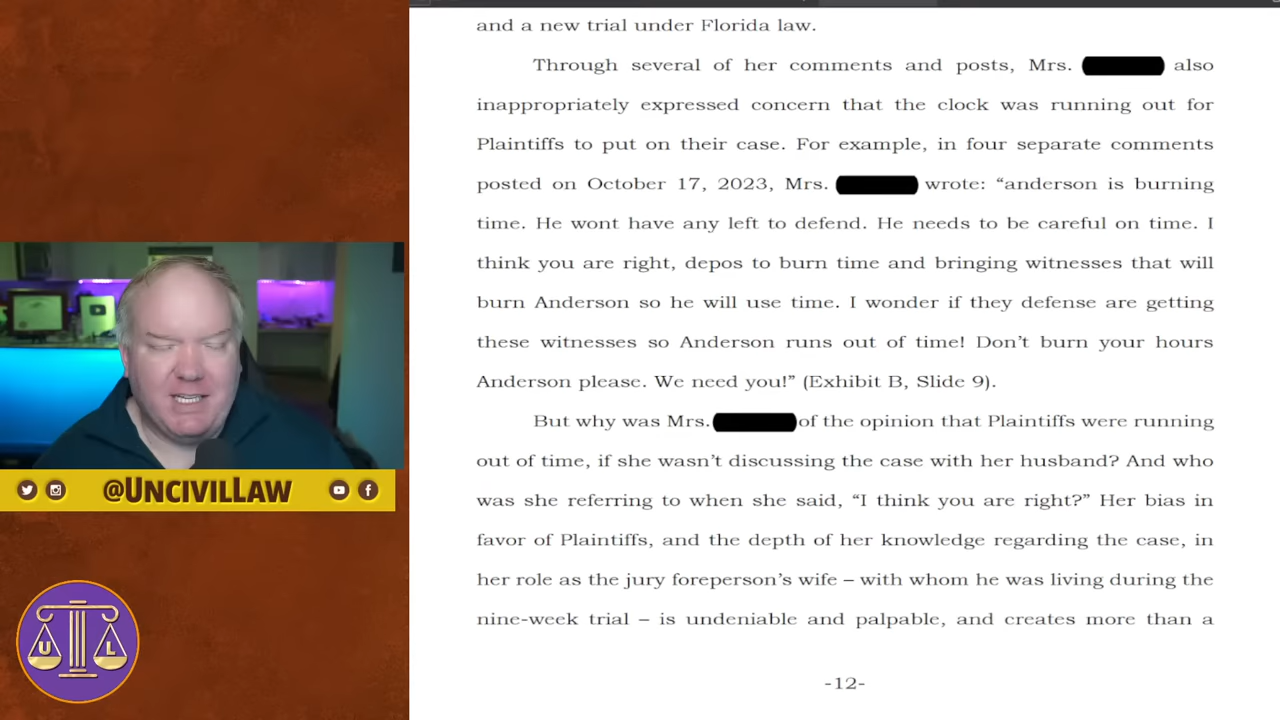 and a new trial under Florida law.
Through several of her comments and posts, Mrs. also
inappropriately expressed concern that the clock was running out for
Plaintiffs to put on their case. For example, in four separate comments
posted on October 17, 2023, Mrs. wrote: “anderson is burning
time. He wont have any left to defend. He needs to be careful on time. I
think you are right, depos to burn time and bringing witnesses that will
burn Anderson so he will use time. I wonder if they defense are getting
these witnesses so Anderson runs out of time! Don’t burn your hours
Anderson please. We need you!” (Exhibit B, Slide 9).
But why was Mrs. of the opinion that Plaintiffs were running
out of time, if she wasn’t discussing the case with her husband? And who
was she referring to when she said, “I think you are right?” Her bias in
favor of Plaintiffs, and the depth of her knowledge regarding the case, in
her role as the jury foreperson’s wife – with whom he was living during the
nine-week trial – is undeniable and palpable, and creates more than a
-12-
@UNCIVILLAW
U L